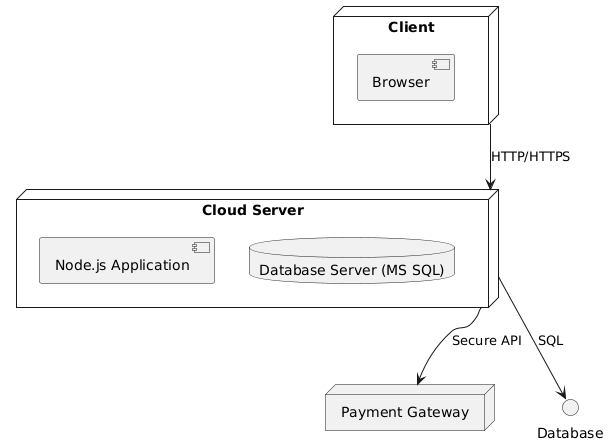 Client
Browser
HTTP/HTTPS
Cloud Server
Node.js Application
Database Server (MS SQL)
Secure API
SQL
Payment Gateway
Database